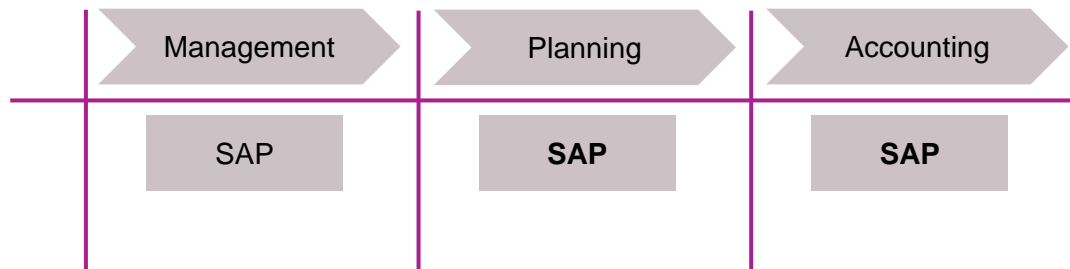 Management
Planning
Accounting
SAP
SAP
SAP